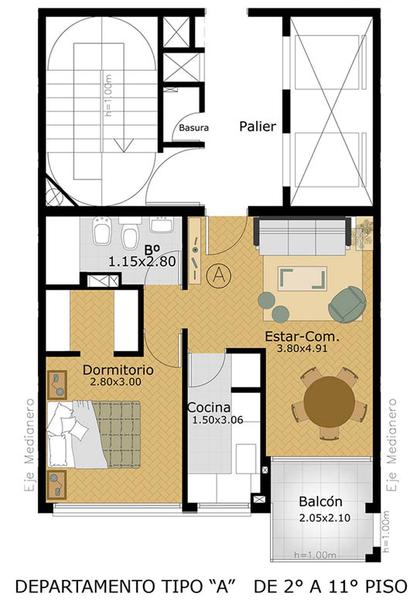 h=1.00m
Basura
Palier
Bº
1.15x2.80
A
Estar-Com.
3.80x4.91
Dormitorio
2.80x3.00
Cocina
1.50x3.06
Eje Medianero
Eje Medianero
Balcón
2.05x2.10
h=1.00m
h=1.00m
DEPARTAMENTO TIPO “A” DE 2° A 11° PISO